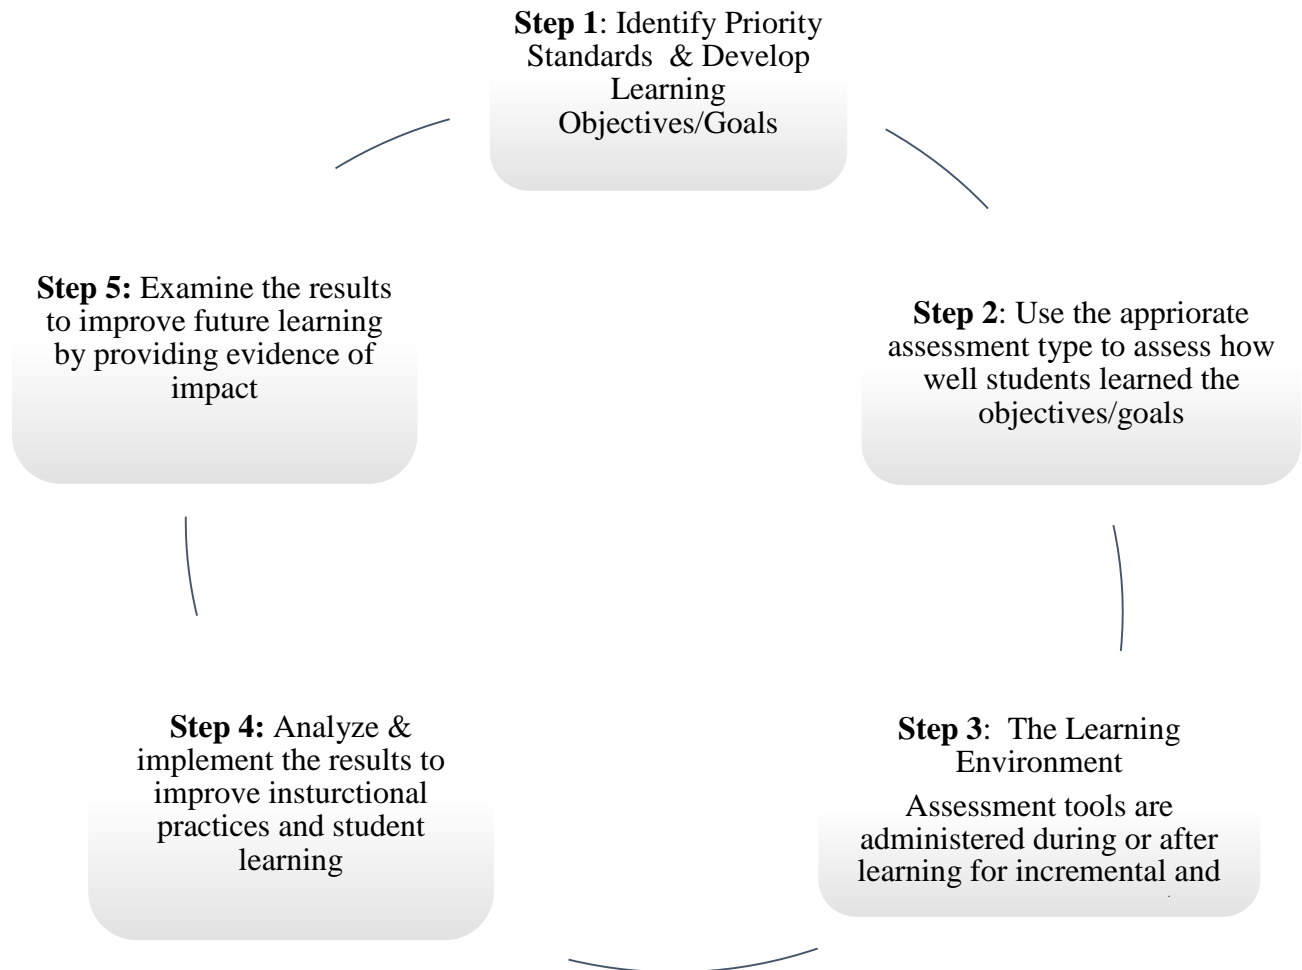 Step 1: Identify Priority
Standards & Develop
Learning
Objectives/Goals
Step 2: Use the appriorate
assessment type to assess how
well students learned the
objectives/goals
Step 3: The Learning
Environment
Assessment tools are
administered during or after
learning for incremental and
Step 4: Analyze &
implement the results to
improve insturctional
practices and student
learning
Step 5: Examine the results
to improve future learning
by providing evidence of
impact